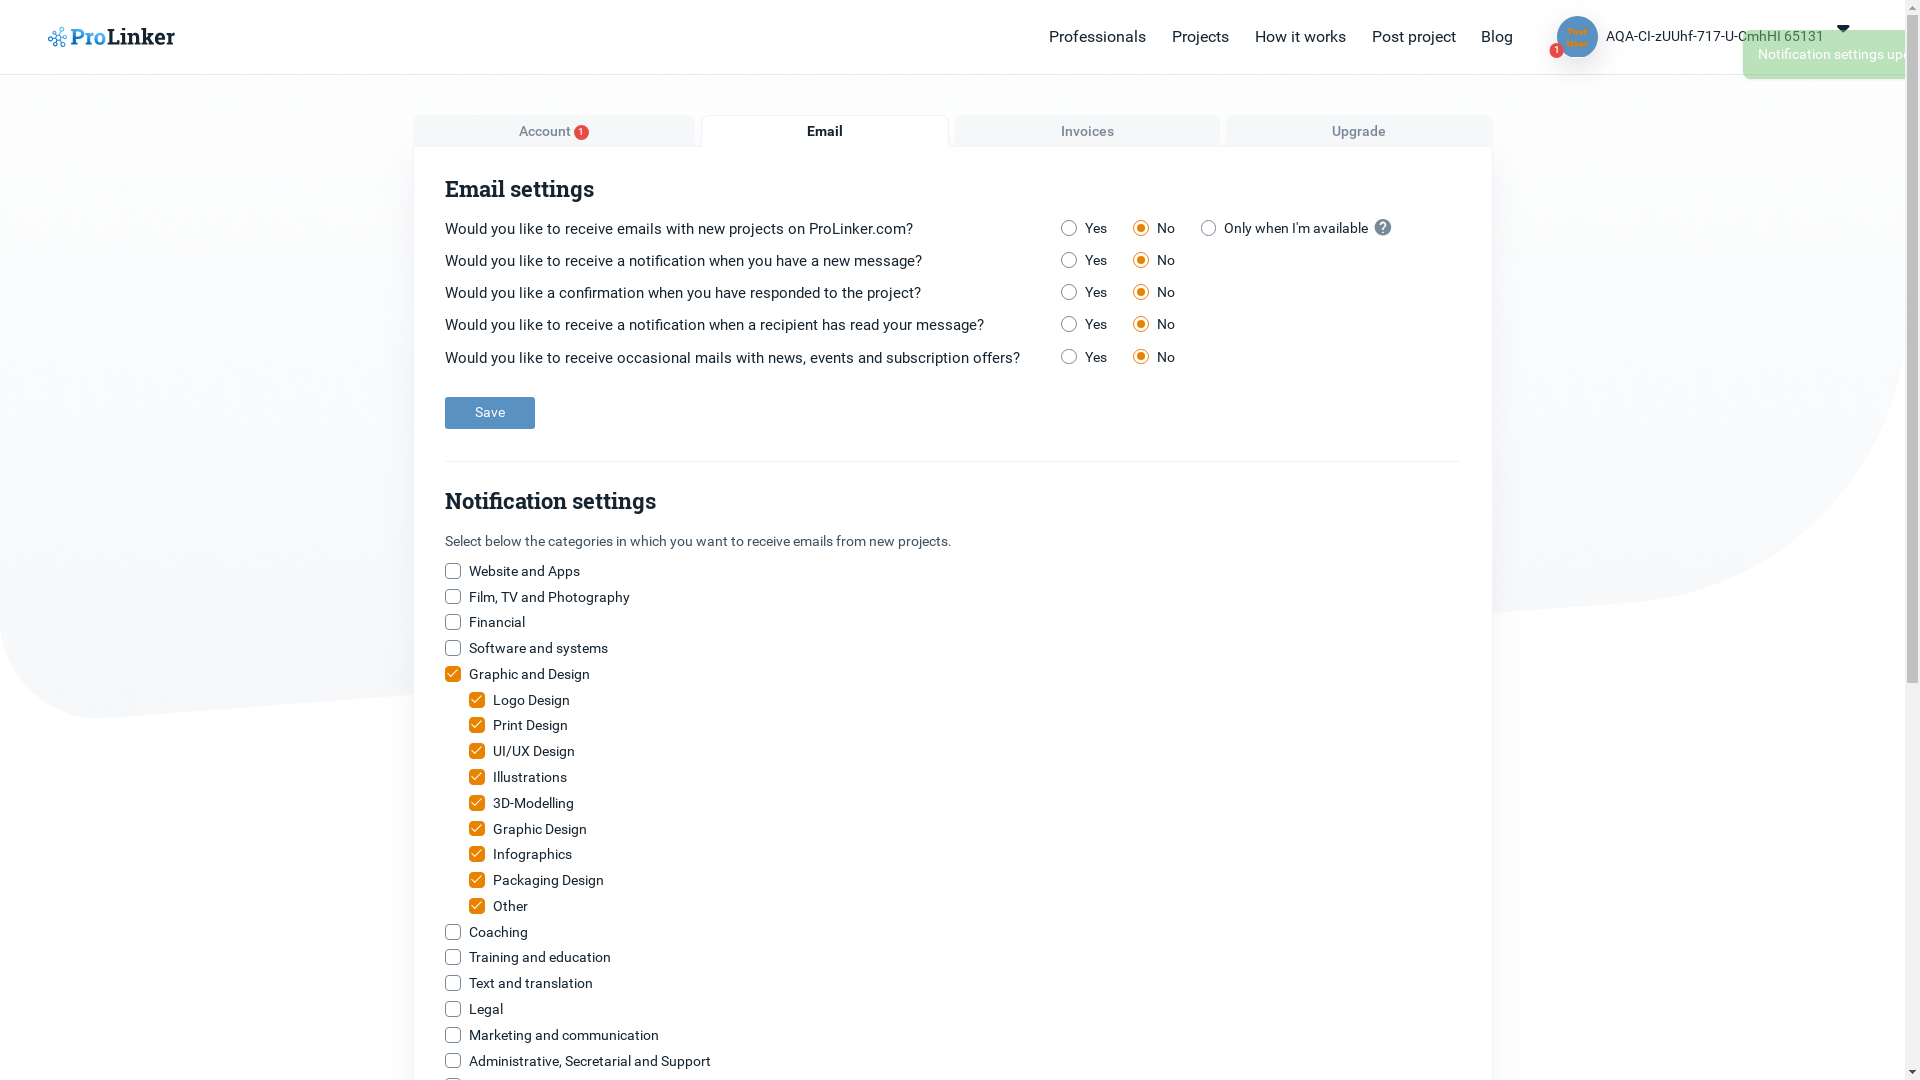 ProLinker
Professionals
Projects
How it works
Post project
Blog
Test
User
1
AQA-CI-zUUhf-717-U-CmhHI 65131
Notification settings
Account 1
Email
Invoices
Upgrade
Email settings
Would you like to receive emails with new projects on ProLinker.com?
Yes
No
Only when I'm available
?
Would you like to receive a notification when you have a new message?
Yes
No
Would you like a confirmation when you have responded to the project?
Yes
No
Would you like to receive a notification when a recipient has read your message?
Yes
No
Would you like to receive occasional mails with news, events and subscription offers?
Yes
No
Save
Notification settings
Select below the categories in which you want to receive emails from new projects.
Website and Apps
Film, TV and Photography
Financial
Software and systems
Graphic and Design
Logo Design
Print Design
UI/UX Design
Illustrations
3D-Modelling
Graphic Design
Infographics
Packaging Design
Other
Coaching
Training and education
Text and translation
Legal
Marketing and communication
Administrative, Secretarial and Support